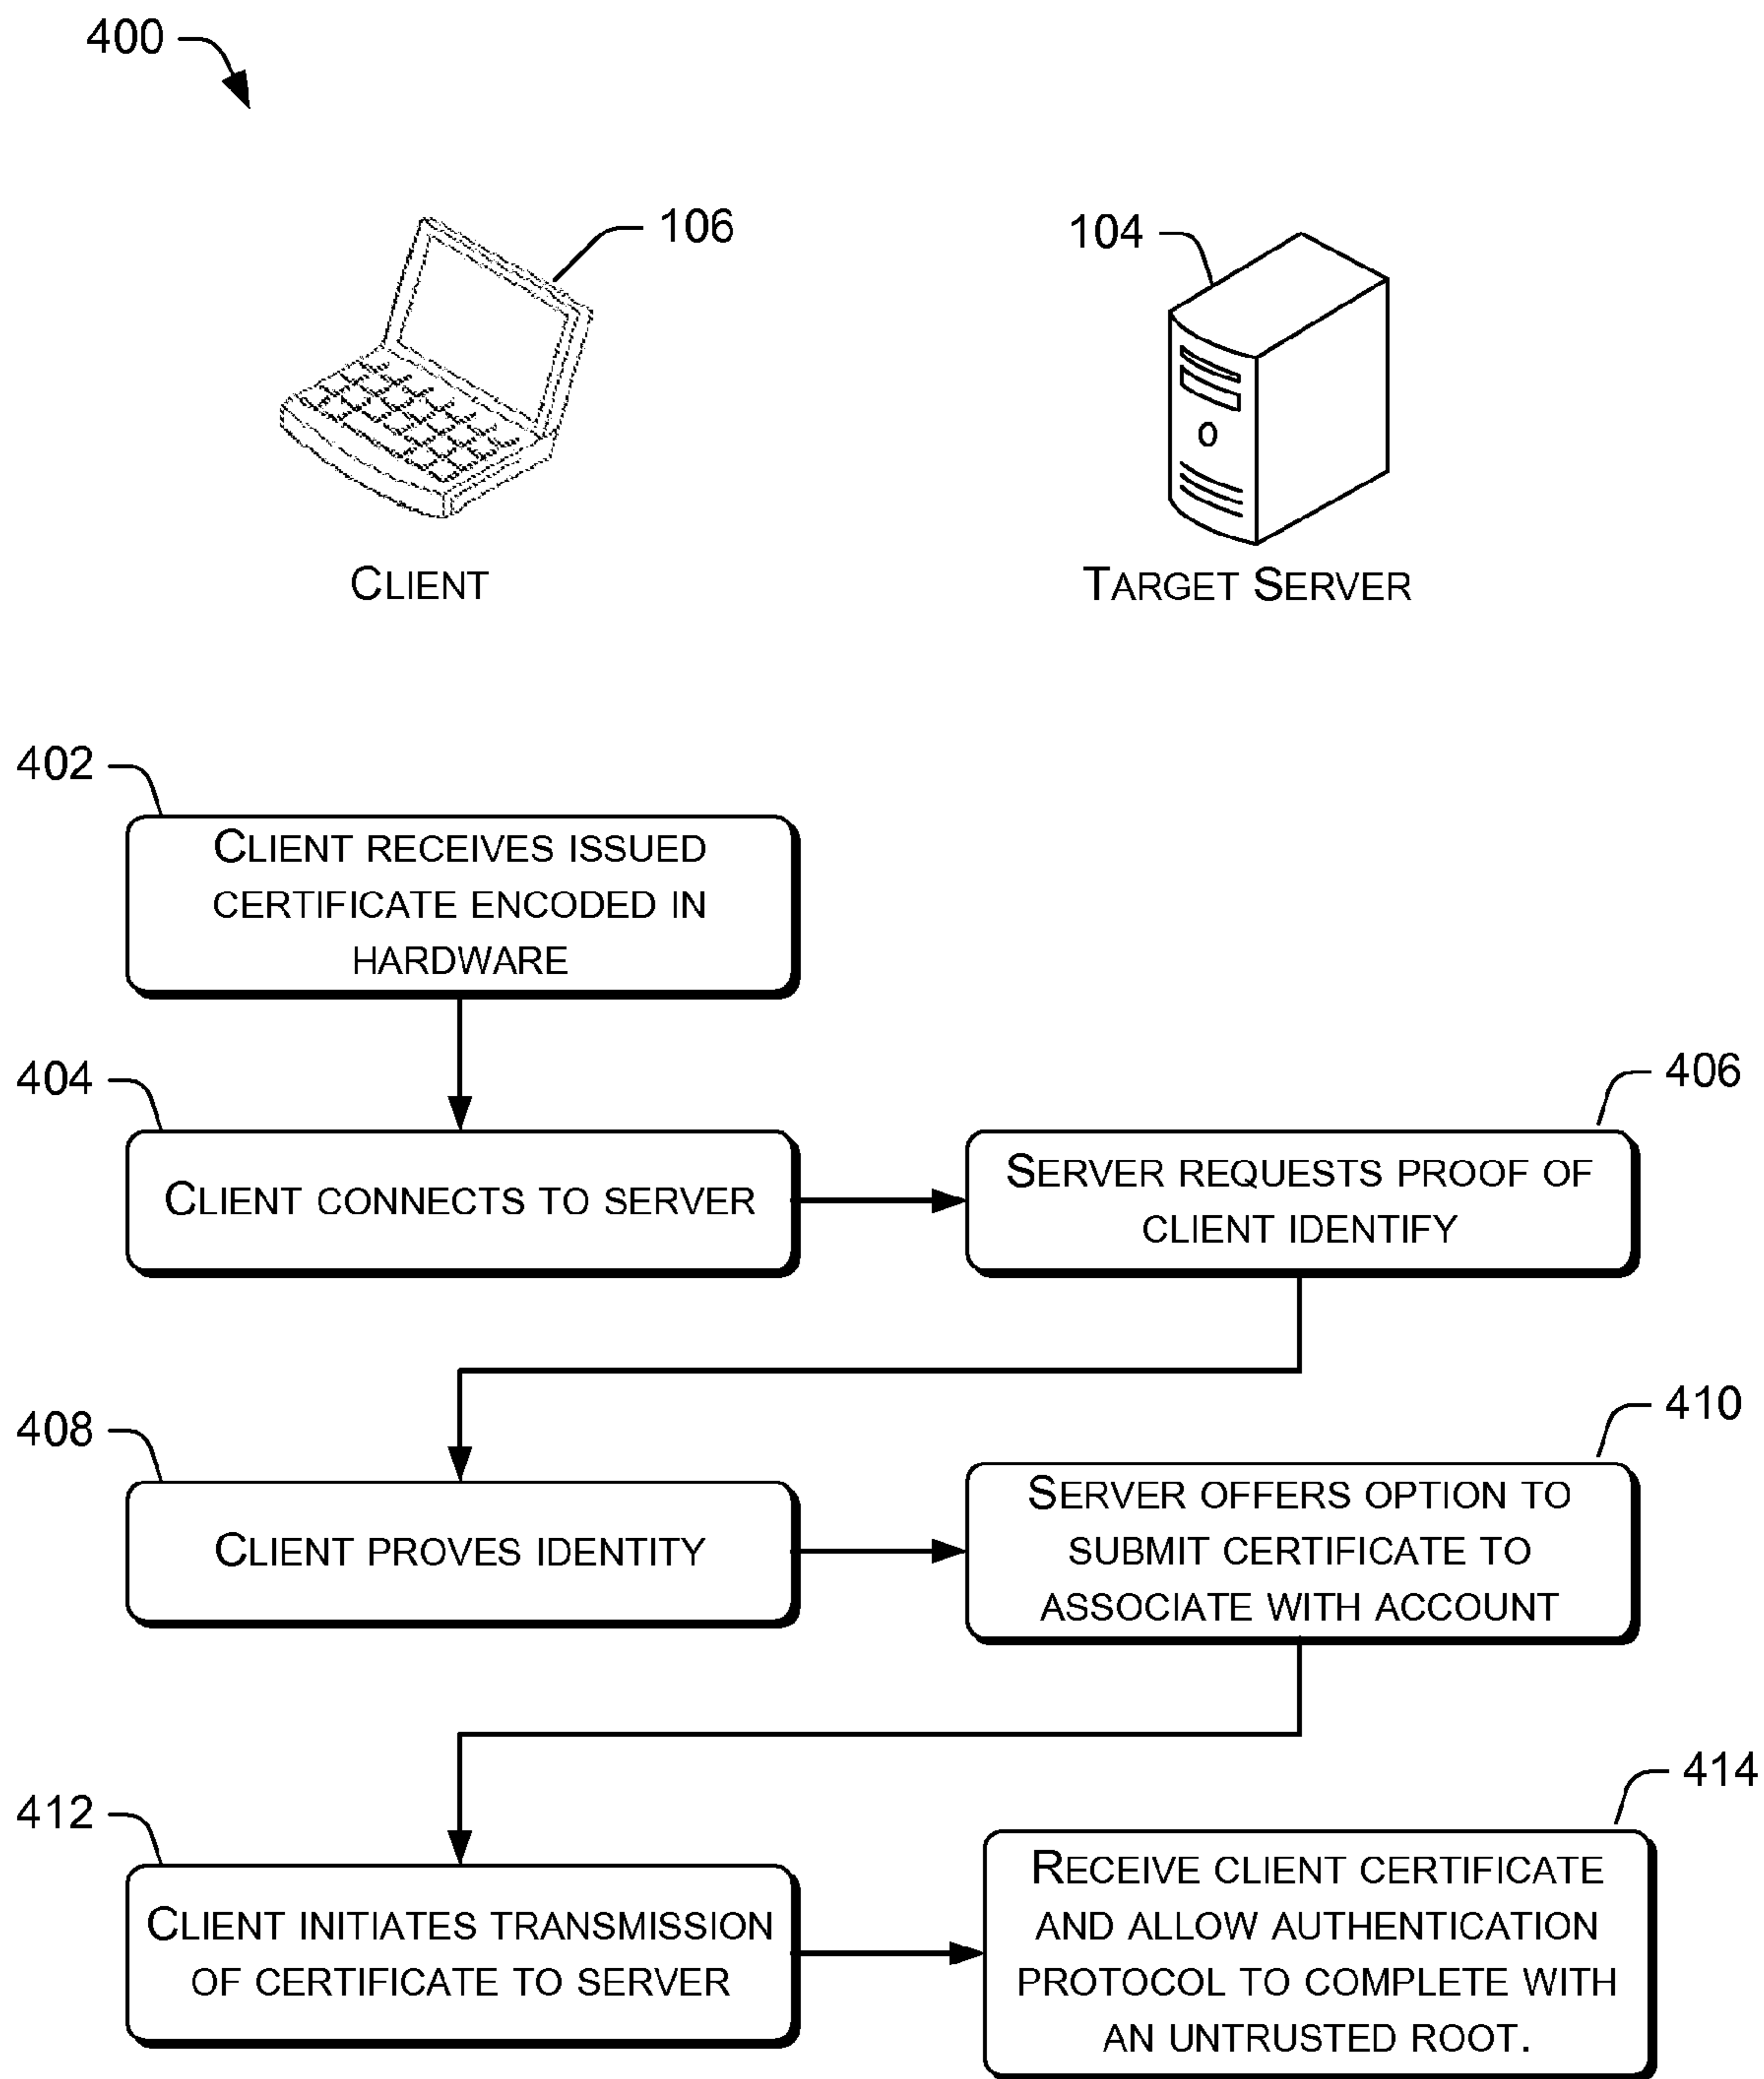 400
106
104
CLIENT
TARGET SERVER
402
CLIENT RECEIVES ISSUED
CERTIFICATE ENCODED IN
HARDWARE
404
CLIENT CONNECTS TO SERVER
406
SERVER REQUESTS PROOF OF
CLIENT IDENTIFY
408
CLIENT PROVES IDENTITY
410
SERVER OFFERS OPTION TO
SUBMIT CERTIFICATE TO
ASSOCIATE WITH ACCOUNT
412
CLIENT INITIATES TRANSMISSION
OF CERTIFICATE TO SERVER
414
RECEIVE CLIENT CERTIFICATE
AND ALLOW AUTHENTICATION
PROTOCOL TO COMPLETE WITH
AN UNTRUSTED ROOT.